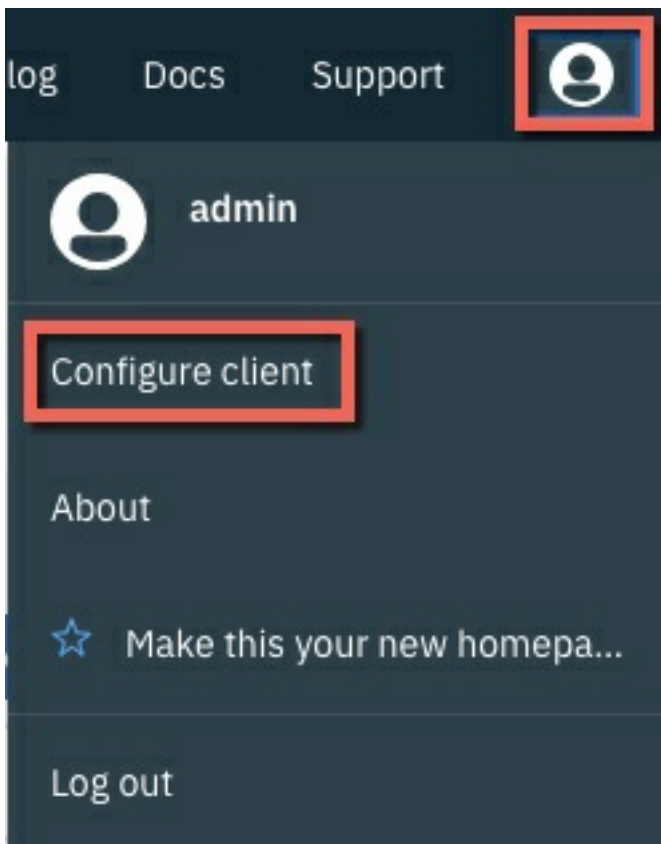 log Docs Support
admin
Configure client
About
Make this your new homepa...
Log out